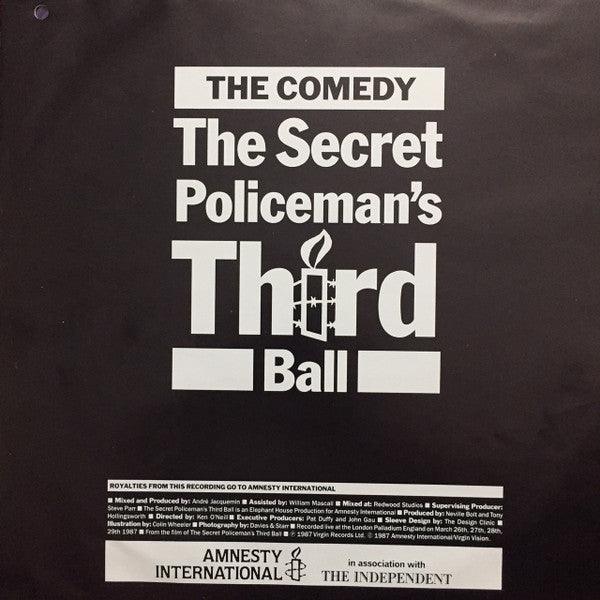 THE COMEDY
The Secret
Policeman's
Third
Ball
ROYALTIES FROM THIS RECORDING GO TO AMNESTY INTERNATIONAL
■ Mixed and Produced by: André Jacquemin ■ Assisted by: William Mascall ■ Mixed at: Redwood Studios ■ Supervising Producer:
Steve Parr ■ The Secret Policeman's Third Ball is an Elephant House Production for Amnesty International ■ Produced by: Neville Bolt and Tony
Hollingsworth ■ Directed by: Ken O'Neill ■ Executive Producers: Pat Duffy and John Gau ■ Sleeve Design by: The Design Clinic ■
Illustration by: Colin Wheeler ■ Photography by: Davies & Starr ■ Recorded live at the London Palladium England on March 26th, 27th, 28th,
29th 1987 ■ From the film of The Secret Policeman's Third Ball ■ ℗ 1987 Virgin Records Ltd. © 1987 Amnesty International/Virgin Vision.
AMNESTY
INTERNATIONAL
in association with
THE INDEPENDENT